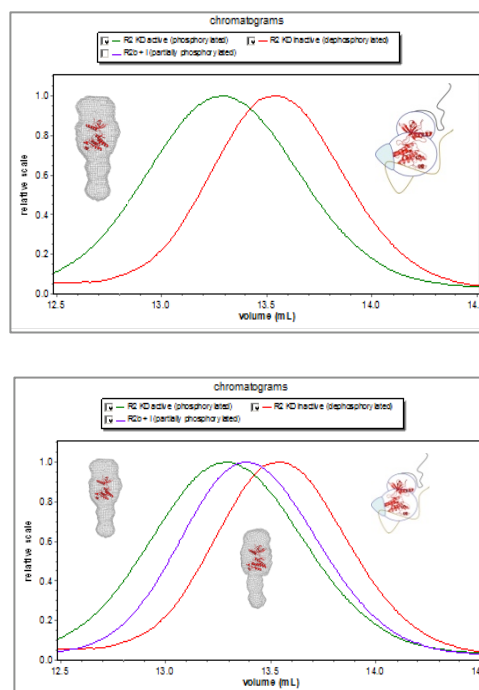 chromatograms
R2 KD active (phosphorylated) R2 KD inactive (dephosphorylated)
R2b + I (partially phosphorylated)
relative scale
1.0
0.8
0.6
0.4
0.2
0.0
12.5 13.0 13.5 14.0
volume (mL)
chromatograms
R2 KD active (phosphorylated) R2 KD inactive (dephosphorylated)
R2b + I (partially phosphorylated)
relative scale
1.0
0.8
0.6
0.4
0.2
0.0
12.5 13.0 13.5 14.0
volume (mL)